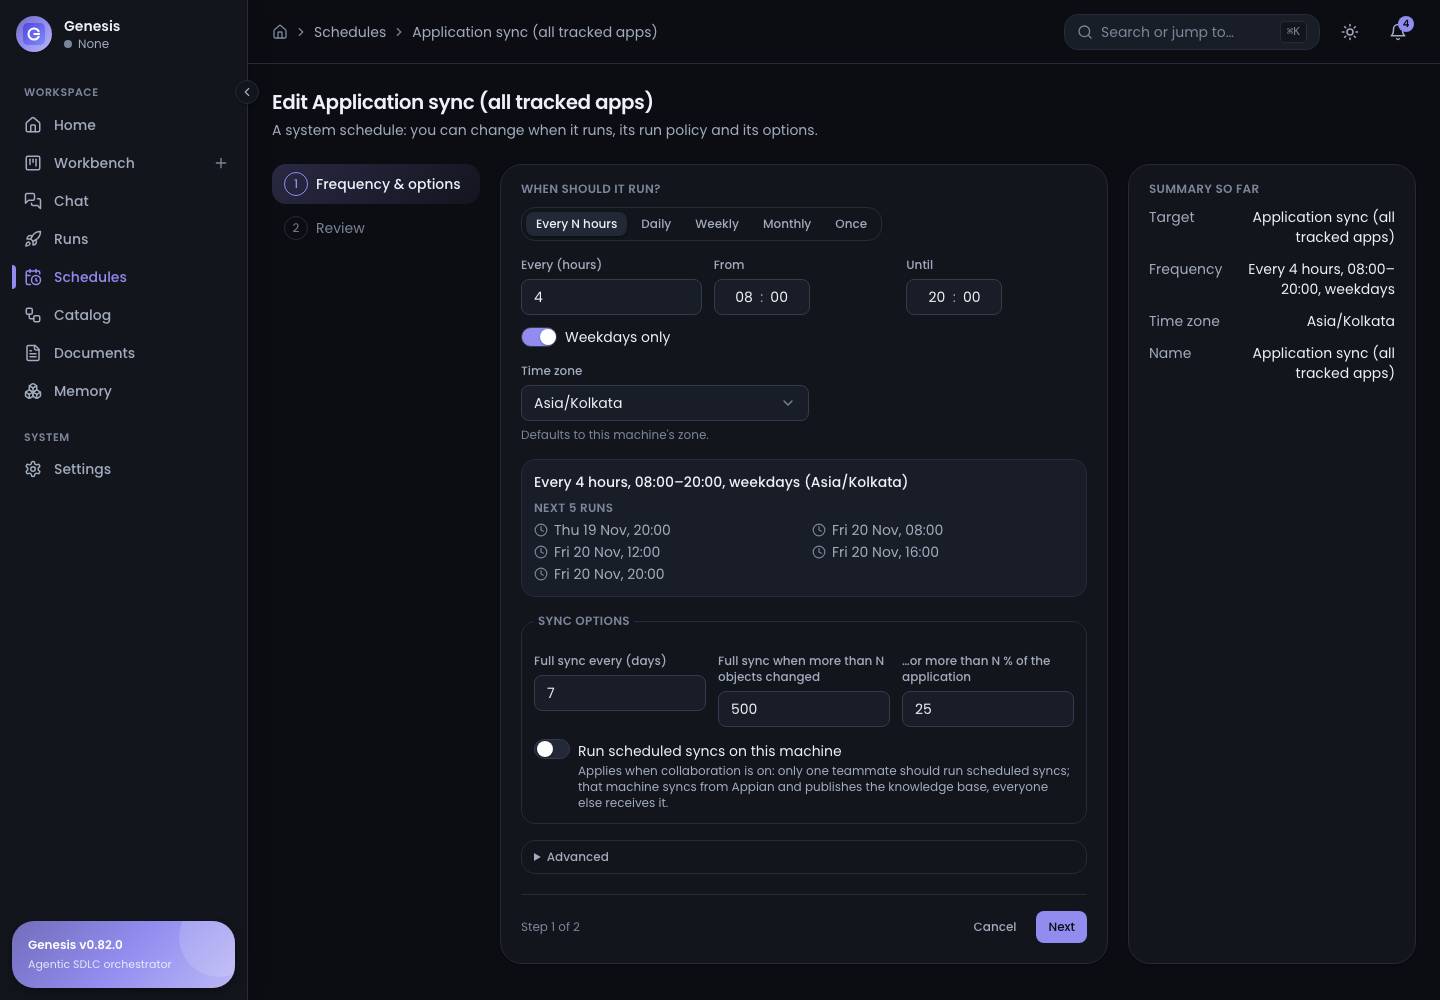 Genesis
None
WORKSPACE
Home
Workbench
Chat
Runs
Schedules
Catalog
Documents
Memory
SYSTEM
Settings
Genesis v0.82.0
Agentic SDLC orchestrator
Schedules
Application sync (all tracked apps)
Search or jump to…
⌘K
4
Edit Application sync (all tracked apps)
A system schedule: you can change when it runs, its run policy and its options.
1 Frequency & options
2 Review
WHEN SHOULD IT RUN?
Every N hours Daily Weekly Monthly Once
Every (hours) From Until
4 08 : 00 20 : 00
Weekdays only
Time zone
Asia/Kolkata
Defaults to this machine's zone.
Every 4 hours, 08:00–20:00, weekdays (Asia/Kolkata)
NEXT 5 RUNS
Thu 19 Nov, 20:00 Fri 20 Nov, 08:00
Fri 20 Nov, 12:00 Fri 20 Nov, 16:00
Fri 20 Nov, 20:00
SYNC OPTIONS
Full sync every (days)
7
Full sync when more than N
objects changed
500
…or more than N % of the
application
25
Run scheduled syncs on this machine
Applies when collaboration is on: only one teammate should run scheduled syncs;
that machine syncs from Appian and publishes the knowledge base, everyone
else receives it.
Advanced
Step 1 of 2
Cancel
Next
SUMMARY SO FAR
Target Application sync (all
tracked apps)
Frequency Every 4 hours, 08:00–
20:00, weekdays
Time zone Asia/Kolkata
Name Application sync (all
tracked apps)